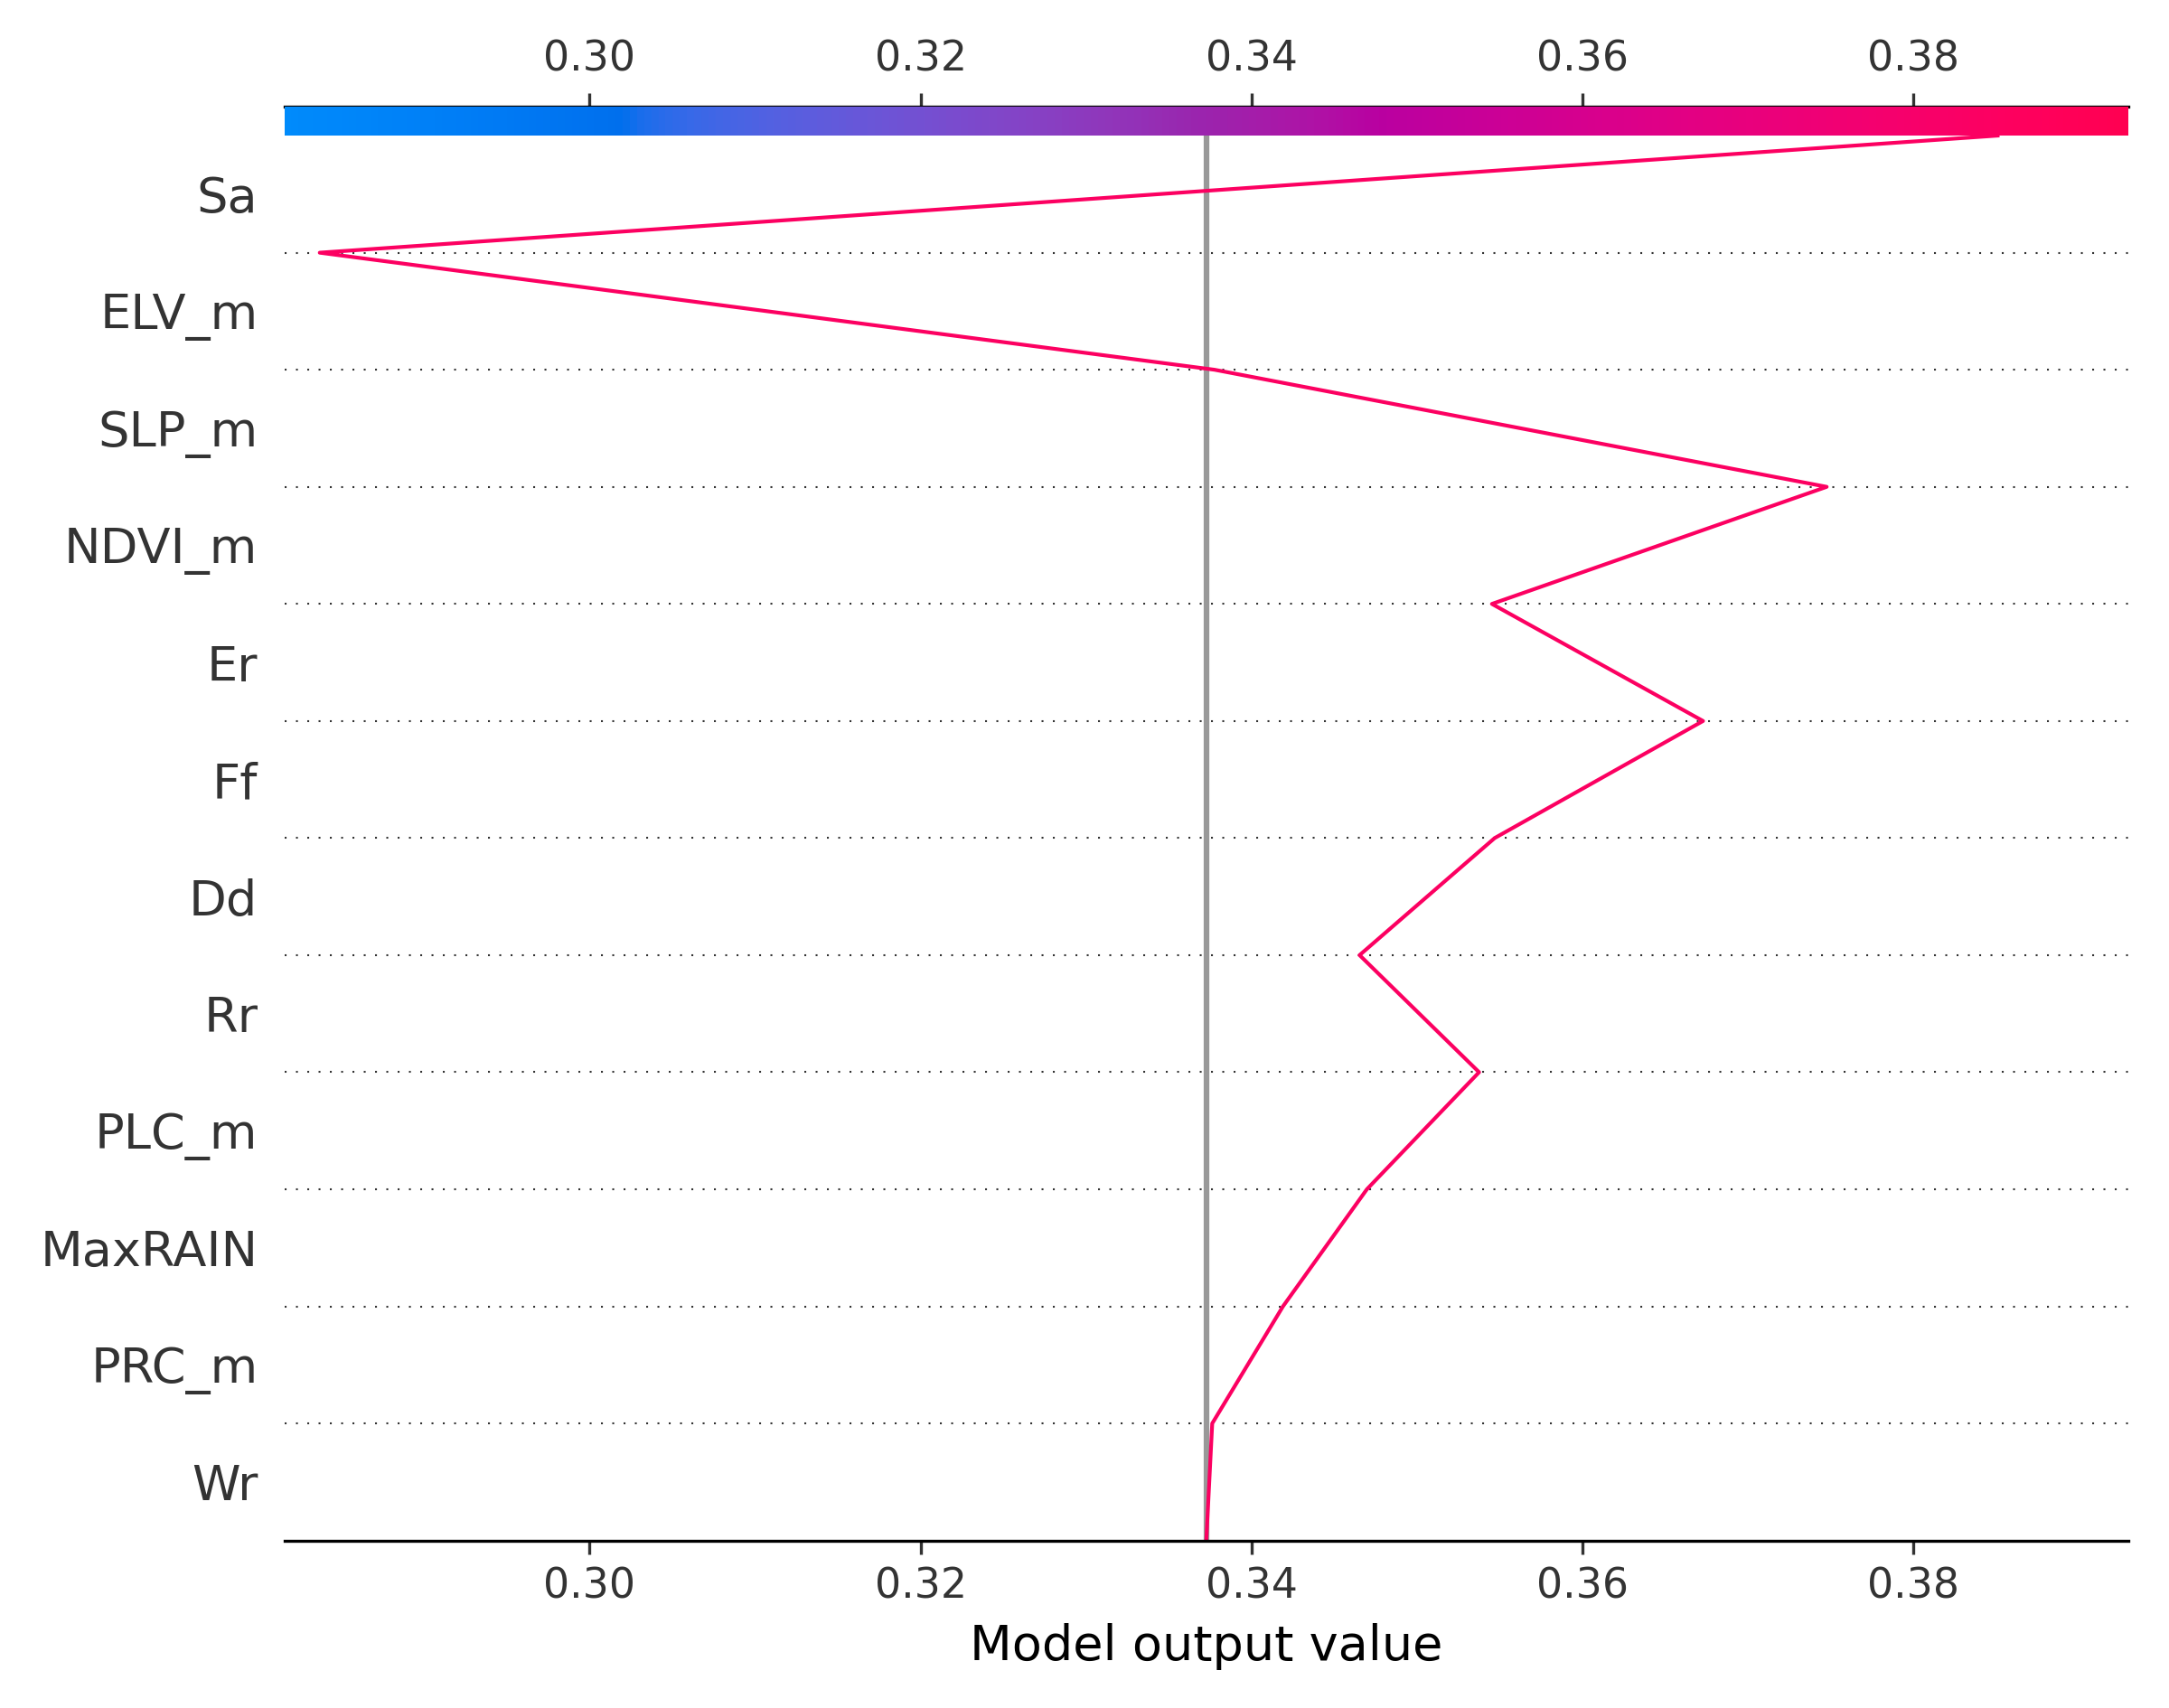 0.30 0.32 0.34 0.36 0.38
Sa
ELV_m
SLP_m
NDVI_m
Er
Ff
Dd
Rr
PLC_m
MaxRAIN
PRC_m
Wr
0.30 0.32 0.34 0.36 0.38
Model output value